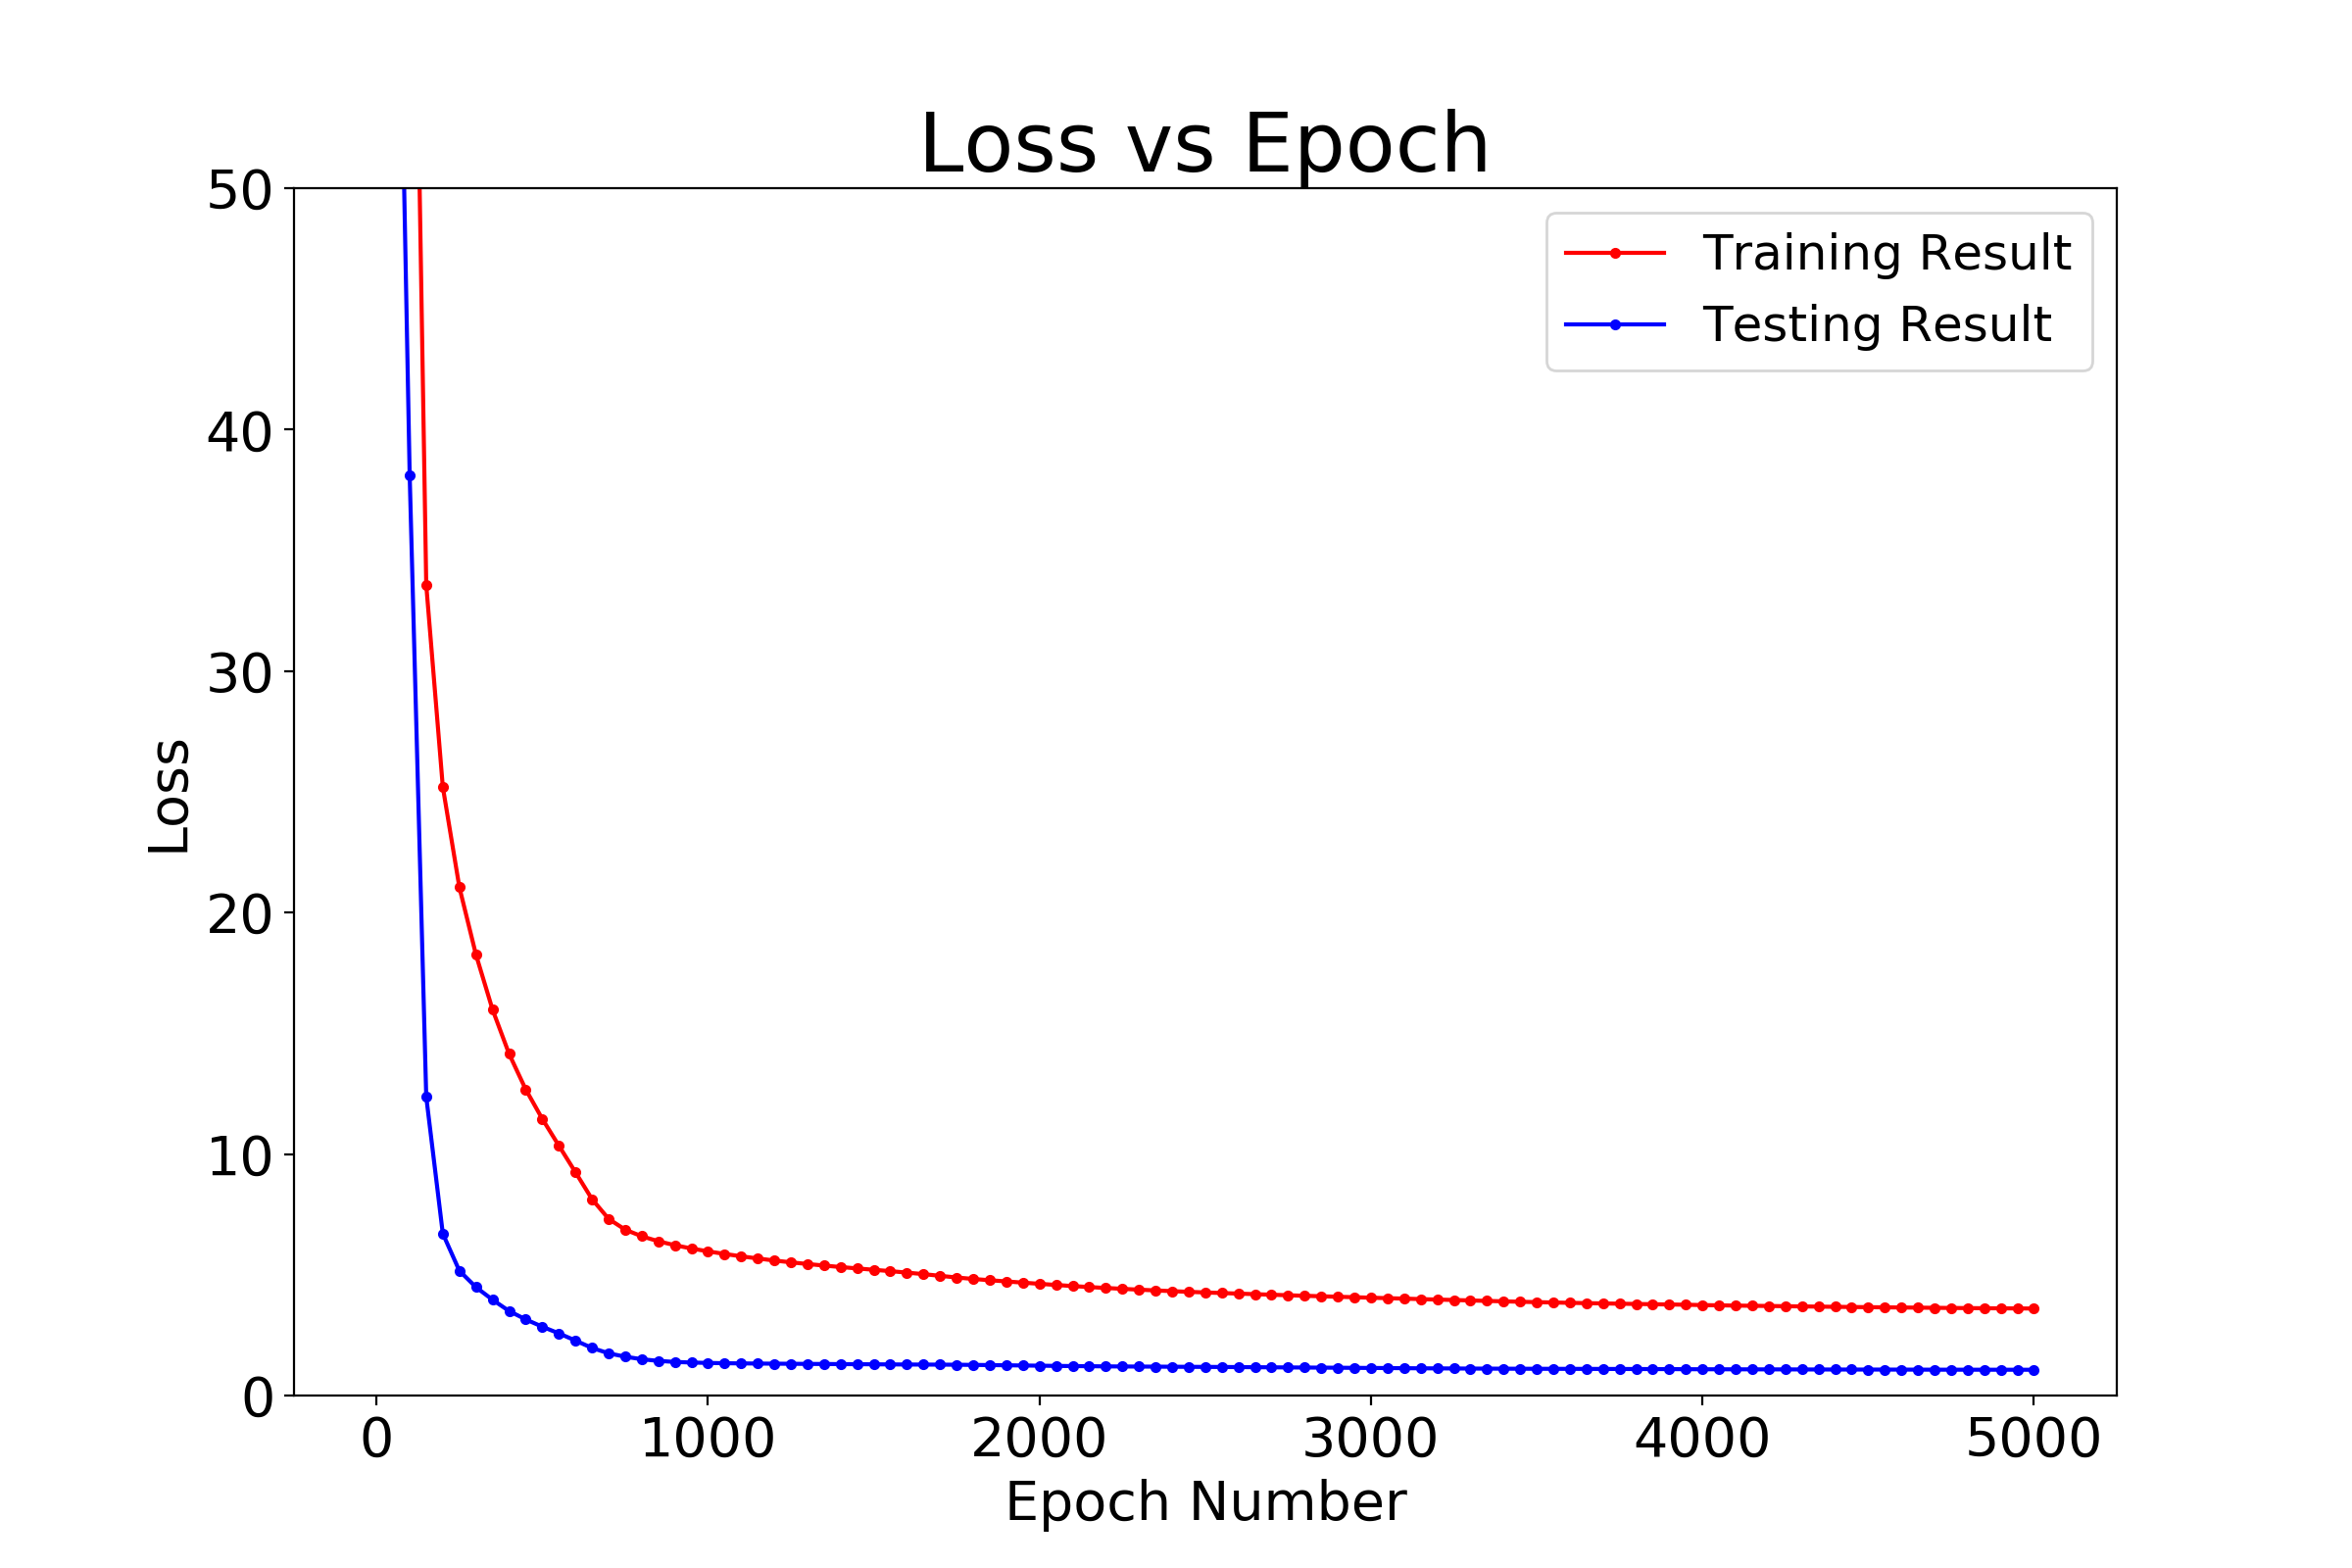 Loss vs Epoch
50
40
30
20
10
0
Loss
Training Result
Testing Result
0 1000 2000 3000 4000 5000
Epoch Number